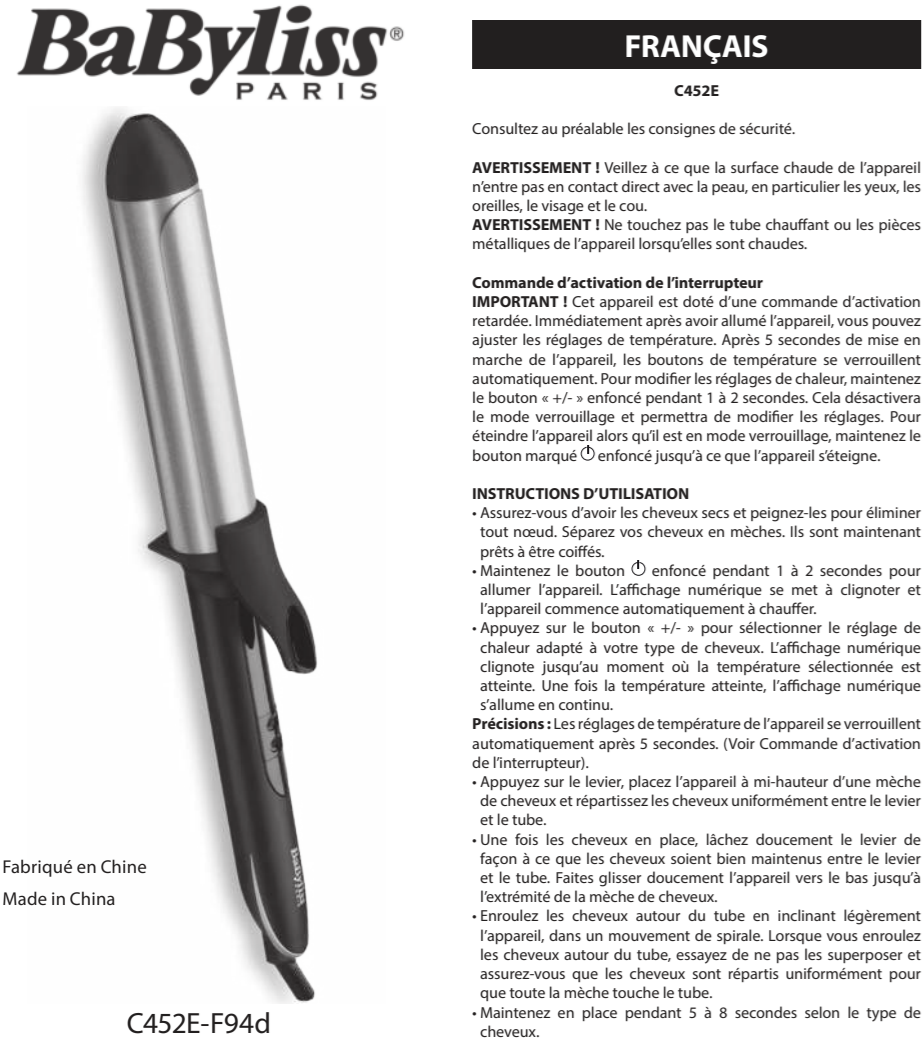 BaByliss®
PARIS
BaByliss
Fabriqué en Chine
Made in China
C452E-F94d
FRANÇAIS
C452E
Consultez au préalable les consignes de sécurité.
AVERTISSEMENT ! Veillez à ce que la surface chaude de l’appareil
n’entre pas en contact direct avec la peau, en particulier les yeux, les
oreilles, le visage et le cou.
AVERTISSEMENT ! Ne touchez pas le tube chauffant ou les pièces
métalliques de l’appareil lorsqu’elles sont chaudes.
Commande d’activation de l’interrupteur
IMPORTANT ! Cet appareil est doté d’une commande d’activation
retardée. Immédiatement après avoir allumé l’appareil, vous pouvez
ajuster les réglages de température. Après 5 secondes de mise en
marche de l’appareil, les boutons de température se verrouillent
automatiquement. Pour modifier les réglages de chaleur, maintenez
le bouton « +/- » enfoncé pendant 1 à 2 secondes. Cela désactivera
le mode verrouillage et permettra de modifier les réglages. Pour
éteindre l’appareil alors qu’il est en mode verrouillage, maintenez le
bouton marqué enfoncé jusqu’à ce que l’appareil s’éteigne.
INSTRUCTIONS D’UTILISATION
• Assurez-vous d’avoir les cheveux secs et peignez-les pour éliminer
tout nœud. Séparez vos cheveux en mèches. Ils sont maintenant
prêts à être coiffés.
• Maintenez le bouton enfoncé pendant 1 à 2 secondes pour
allumer l’appareil. L’affichage numérique se met à clignoter et
l’appareil commence automatiquement à chauffer.
• Appuyez sur le bouton « +/- » pour sélectionner le réglage de
chaleur adapté à votre type de cheveux. L’affichage numérique
clignote jusqu’au moment où la température sélectionnée est
atteinte. Une fois la température atteinte, l’affichage numérique
s’allume en continu.
Précisions : Les réglages de température de l’appareil se verrouillent
automatiquement après 5 secondes. (Voir Commande d’activation
de l’interrupteur).
• Appuyez sur le levier, placez l’appareil à mi-hauteur d’une mèche
de cheveux et répartissez les cheveux uniformément entre le levier
et le tube.
• Une fois les cheveux en place, lâchez doucement le levier de
façon à ce que les cheveux soient bien maintenus entre le levier
et le tube. Faites glisser doucement l’appareil vers le bas jusqu’à
l’extrémité de la mèche de cheveux.
• Enroulez les cheveux autour du tube en inclinant légèrement
l’appareil, dans un mouvement de spirale. Lorsque vous enroulez
les cheveux autour du tube, essayez de ne pas les superposer et
assurez-vous que les cheveux sont répartis uniformément pour
que toute la mèche touche le tube.
• Maintenez en place pendant 5 à 8 secondes selon le type de
cheveux.